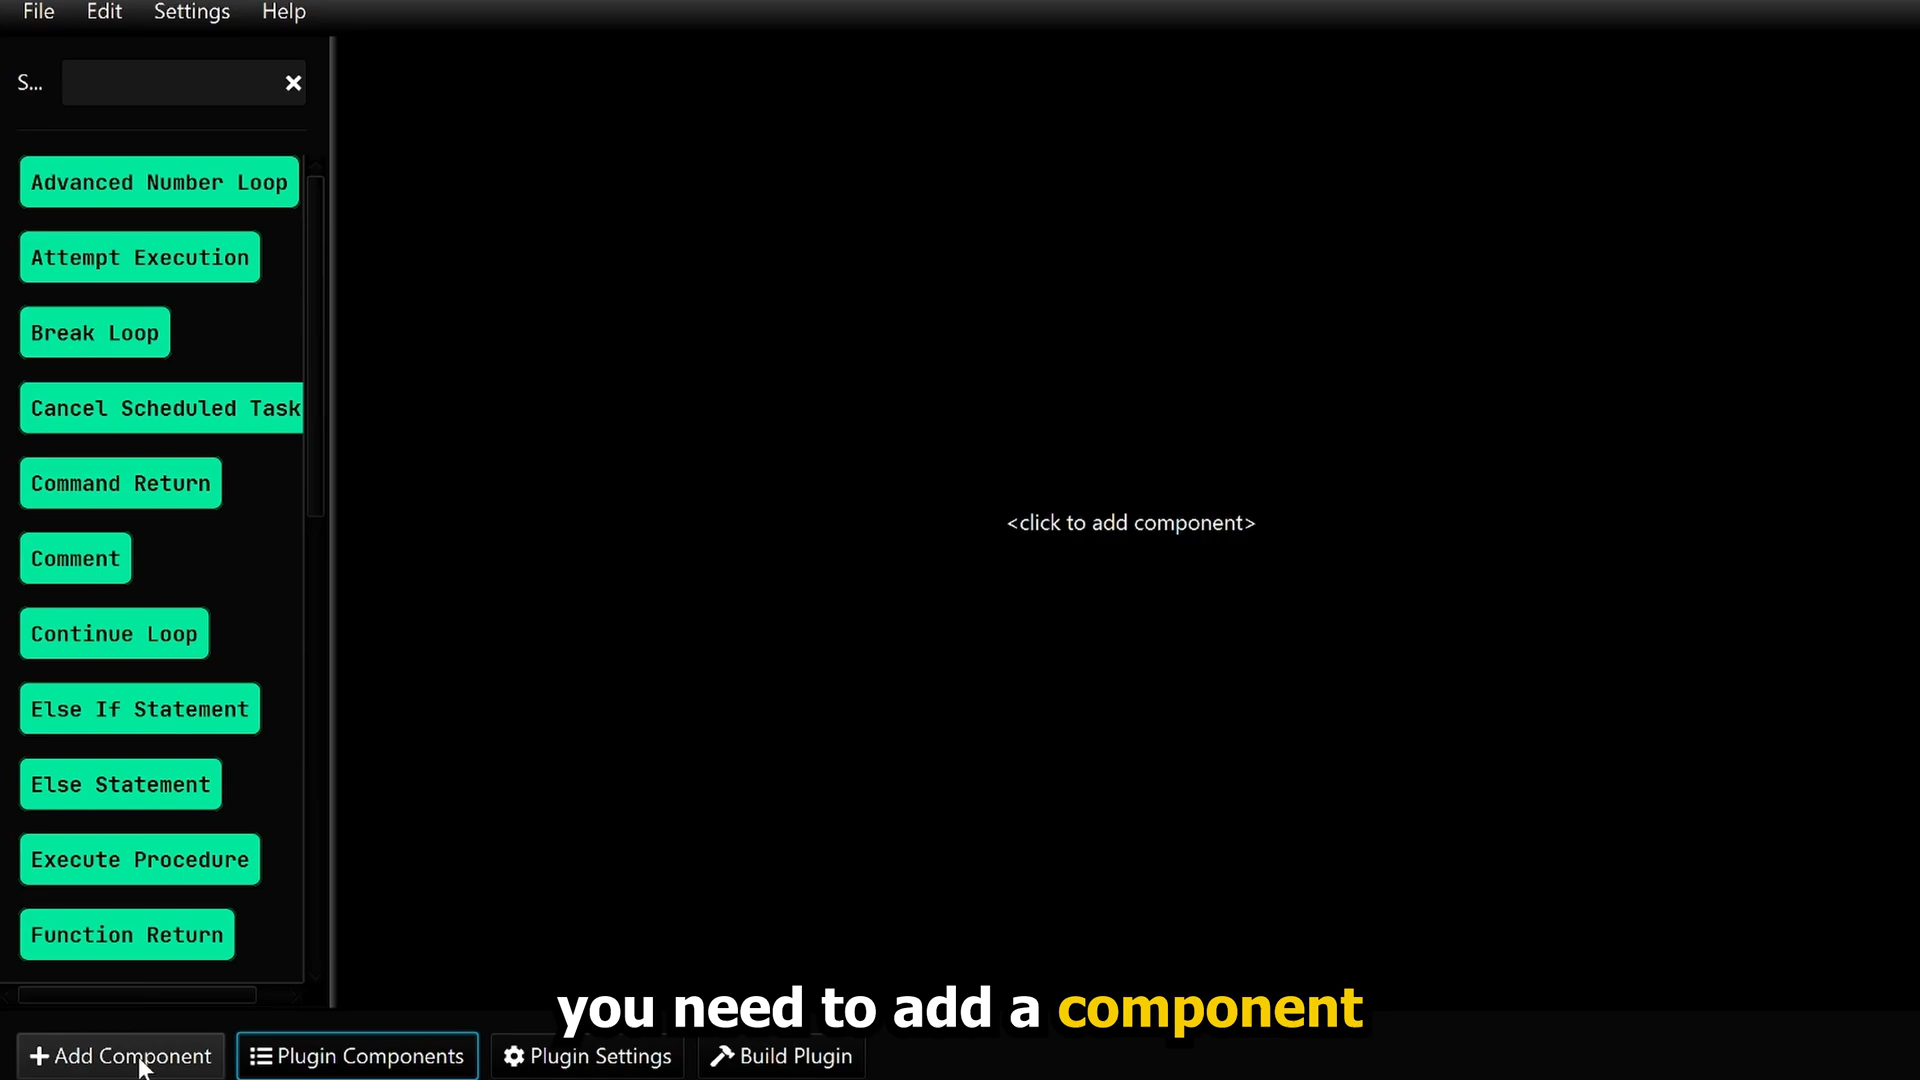 File Edit Settings Help
S...
Advanced Number Loop
Attempt Execution
Break Loop
Cancel Scheduled Task
Command Return
Comment
Continue Loop
Else If Statement
Else Statement
Execute Procedure
Function Return
<click to add component>
you need to add a component
Add Component Plugin Components Plugin Settings Build Plugin